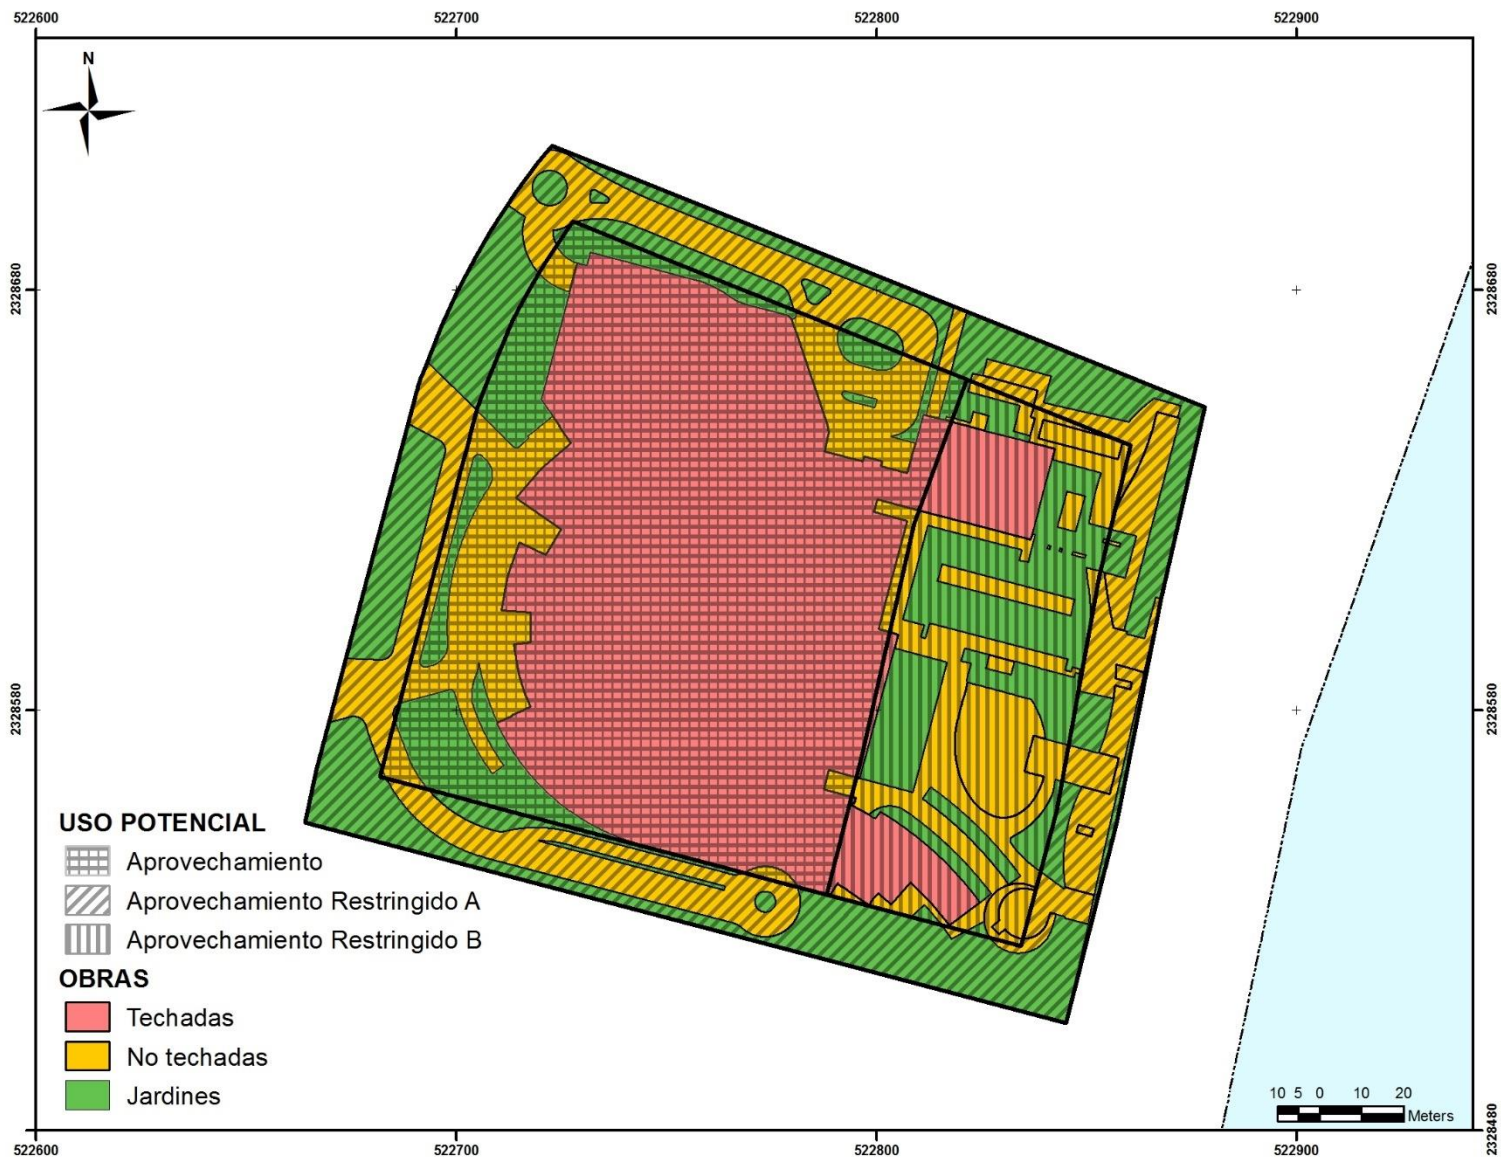 522600
522700
522800
522900
N
2328680
2328680
2328580
2328580
USO POTENCIAL
Aprovechamiento
Aprovechamiento Restringido A
Aprovechamiento Restringido B
OBRAS
Techadas
No techadas
Jardines
10 5 0 10 20
Meters
2328480
522600
522700
522800
522900